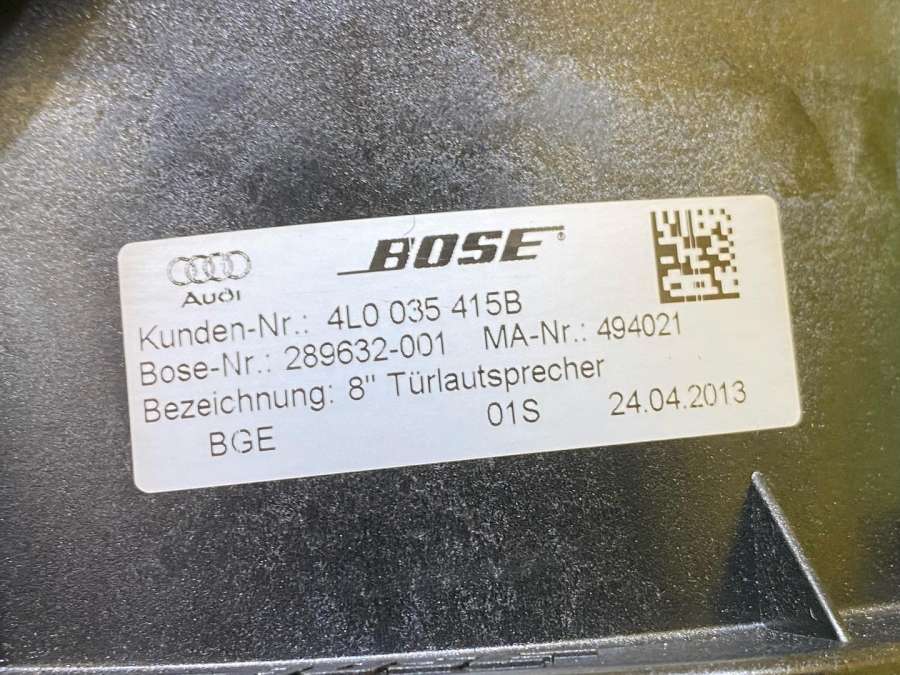 BOSE®
Audi
Kunden-Nr.: 4L0 035 415B
Bose-Nr.: 289632-001 MA-Nr.: 494021
Bezeichnung: 8" Türlautsprecher
BGE 01S 24.04.2013